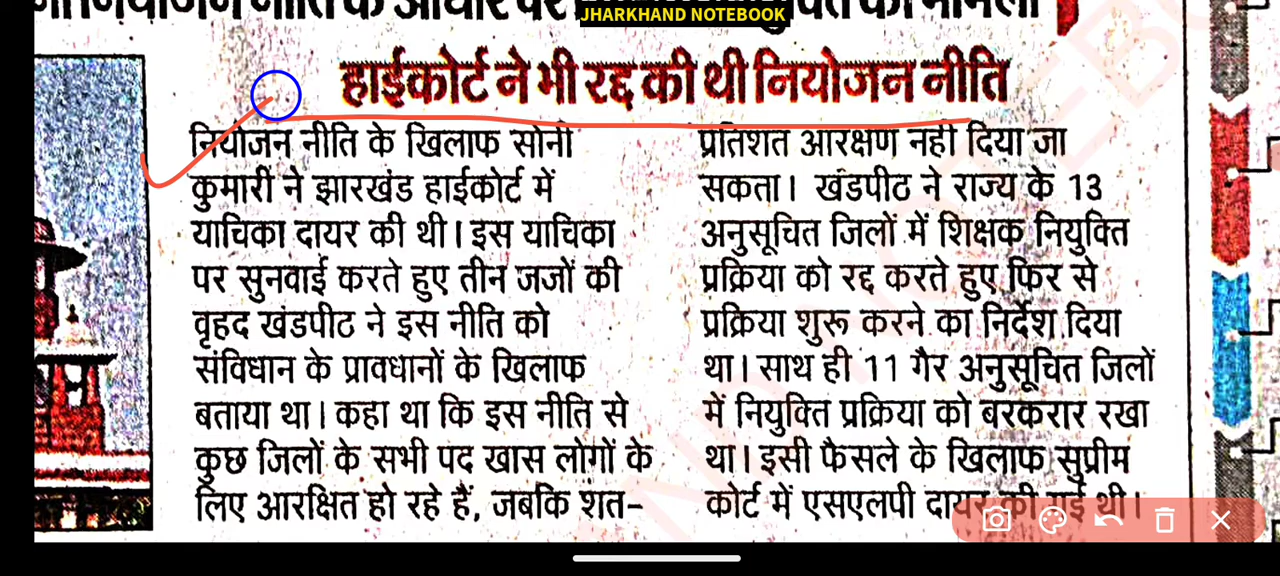 JHARKHAND NOTEBOOK
हाईकोर्ट ने भी रद्द की थी नियोजन नीति
नियोजन नीति के खिलाफ सोनी
कुमारी ने झारखंड हाईकोर्ट में
याचिका दायर की थी। इस याचिका
पर सुनवाई करते हुए तीन जजों की
वृहद खंडपीठ ने इस नीति को
संविधान के प्रावधानों के खिलाफ
बताया था। कहा था कि इस नीति से
कुछ जिलों के सभी पद खास लोगों के
लिए आरक्षित हो रहे हैं, जबकि शत-
प्रतिशत आरक्षण नहीं दिया जा
सकता। खंडपीठ ने राज्य के 13
अनुसूचित जिलों में शिक्षक नियुक्ति
प्रक्रिया को रद्द करते हुए फिर से
प्रक्रिया शुरू करने का निर्देश दिया
था। साथ ही 11 गैर अनुसूचित जिलों
में नियुक्ति प्रक्रिया को बरकरार रखा
था। इसी फैसले के खिलाफ सुप्रीम
कोर्ट में एसएलपी दायर की गई थी।